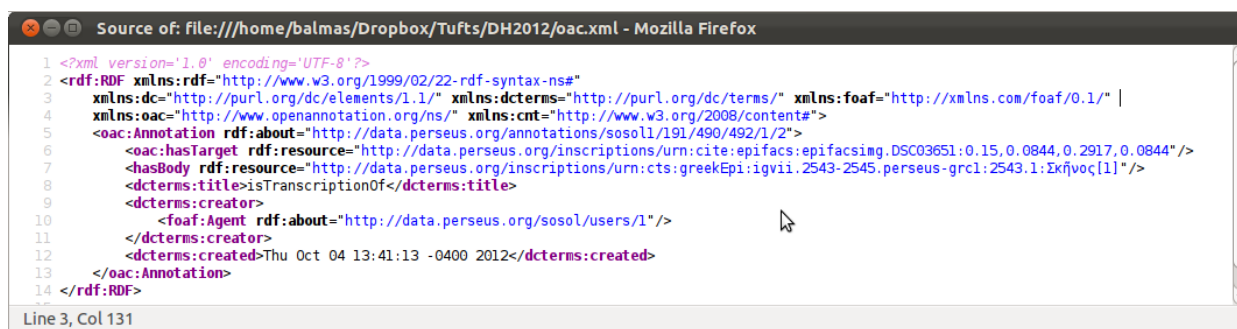 Source of: file:///home/balmas/Dropbox/Tufts/DH2012/oac.xml - Mozilla Firefox
1 <?xml version='1.0' encoding='UTF-8'?>
2 <rdf:RDF xmlns:rdf="http://www.w3.org/1999/02/22-rdf-syntax-ns#"
3 xmlns:dc="http://purl.org/dc/elements/1.1/" xmlns:dcterms="http://purl.org/dc/terms/" xmlns:foaf="http://xmlns.com/foaf/0.1/"
4 xmlns:oac="http://www.openannotation.org/ns/" xmlns:cnt="http://www.w3.org/2008/content#">
5 <oac:Annotation rdf:about="http://data.perseus.org/annotations/sosol1/191/490/492/1/2">
6 <oac:hasTarget rdf:resource="http://data.perseus.org/inscriptions/urn:cite:epifacs:epifacsimg.DSC03651:0.15,0.0844,0.2917,0.0844"/>
7 <hasBody rdf:resource="http://data.perseus.org/inscriptions/urn:cts:greekEpi:igvii.2543-2545.perseus-grc1:2543.1:Σκῆνος[1]"/>
8 <dcterms:title>isTranscriptionOf</dcterms:title>
9 <dcterms:creator>
10 <foaf:Agent rdf:about="http://data.perseus.org/sosol/users/1"/>
11 </dcterms:creator>
12 <dcterms:created>Thu Oct 04 13:41:13 -0400 2012</dcterms:created>
13 </oac:Annotation>
14 </rdf:RDF>
Line 3, Col 131